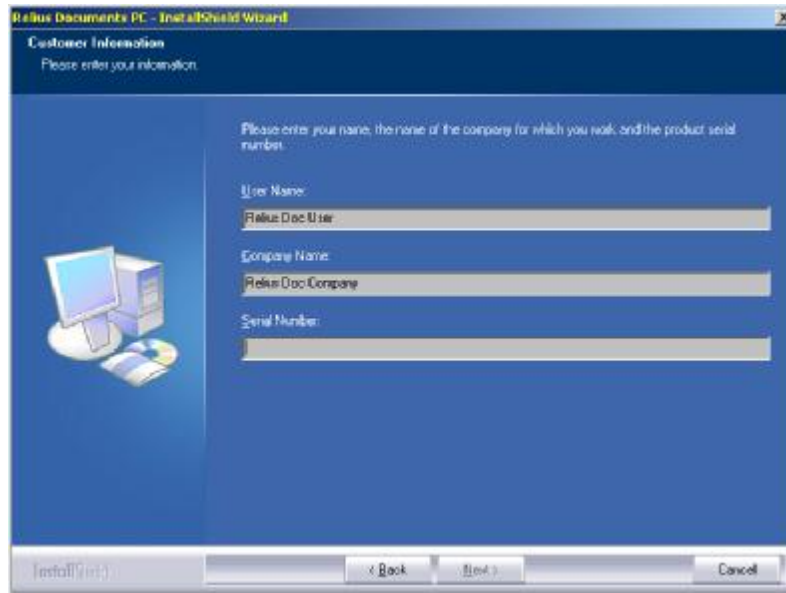 Relius Documents PC - InstallShield Wizard
Customer Information
Please enter your information.
Please enter your name, the name of the company for which you work and the product serial
number.
User Name:
Relius Doc User
Company Name:
Relius Doc Company
Serial Number:
InstallShield
< Back
Next >
Cancel